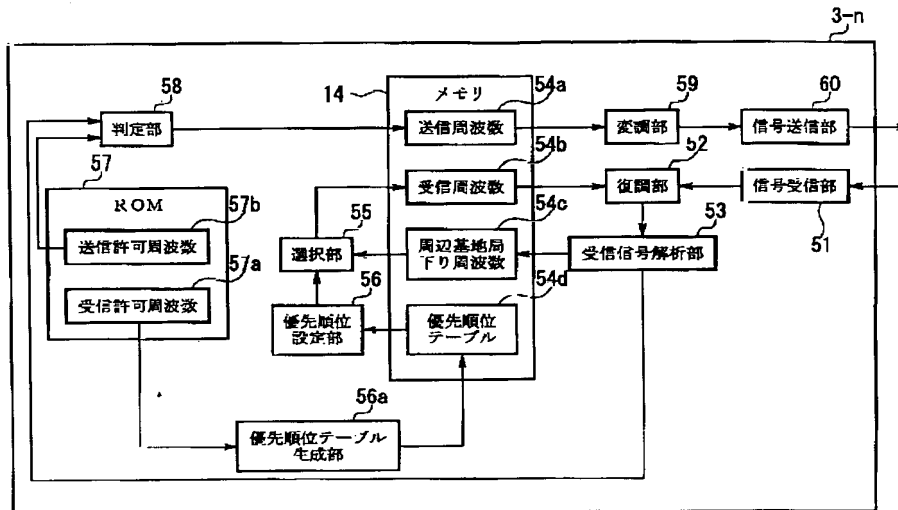 3-n
58
判定部
14
メモリ
54a
送信周波数
59
変調部
60
信号送信部
54b
受信周波数
52
復調部
信号受信部
51
57
ROM
57b
送信許可周波数
57a
受信許可周波数
55
選択部
54c
周辺基地局
下り周波数
53
受信信号解析部
56
優先順位
設定部
54d
優先順位
テーブル
56a
優先順位テーブル
生成部